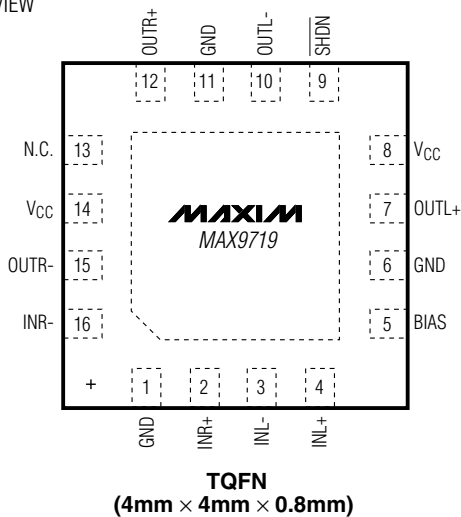 VIEW
OUTR+
GND
OUTL-
SHDN
12
11
10
9
N.C. 13
8 VCC
VCC 14
7 OUTL+
MAXIM
MAX9719
OUTR- 15
6 GND
INR- 16
5 BIAS
+
1
2
3
4
GND
INR+
INL-
INL+
TQFN
(4mm × 4mm × 0.8mm)